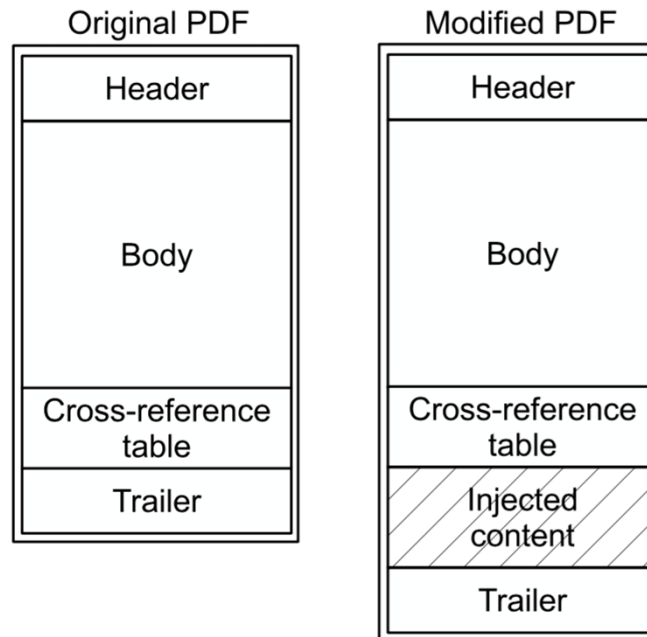 Original PDF
Header
Body
Cross-reference
table
Trailer
Modified PDF
Header
Body
Cross-reference
table
Injected
content
Trailer